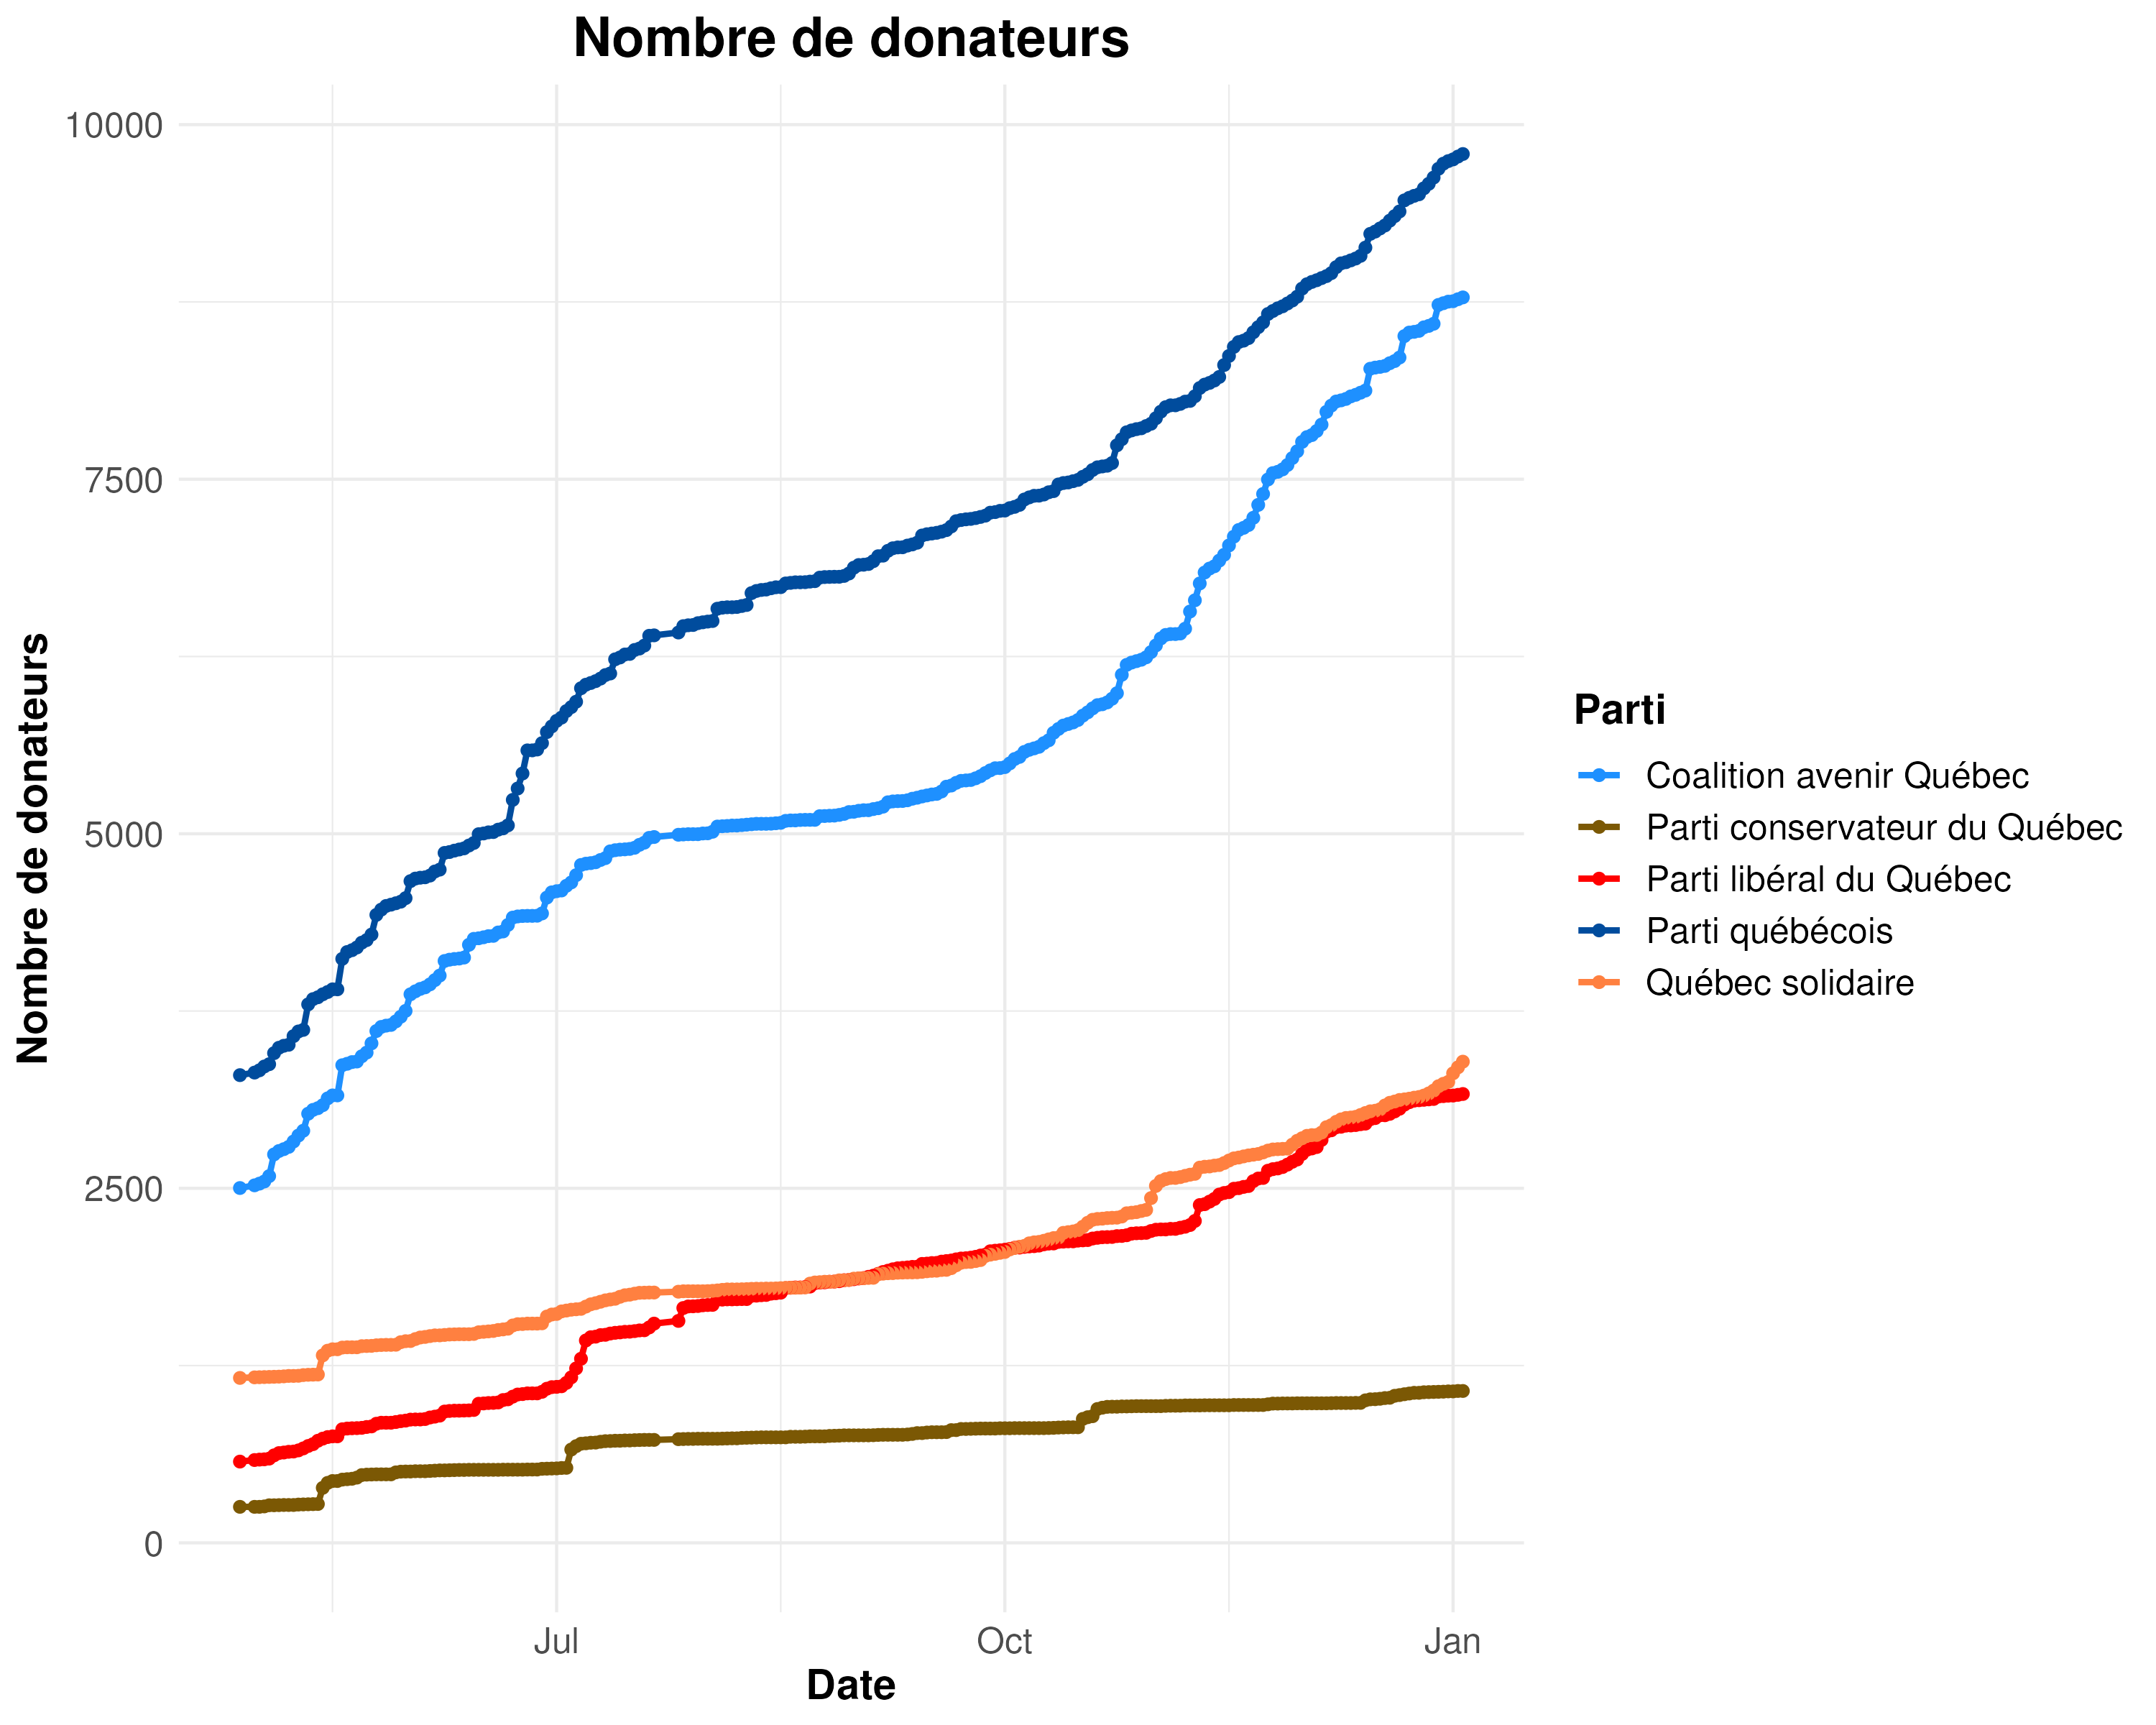 Nombre de donateurs
Nombre de donateurs
10000
7500
5000
2500
0
Jul
Oct
Jan
Date
Parti
Coalition avenir Québec
Parti conservateur du Québec
Parti libéral du Québec
Parti québécois
Québec solidaire